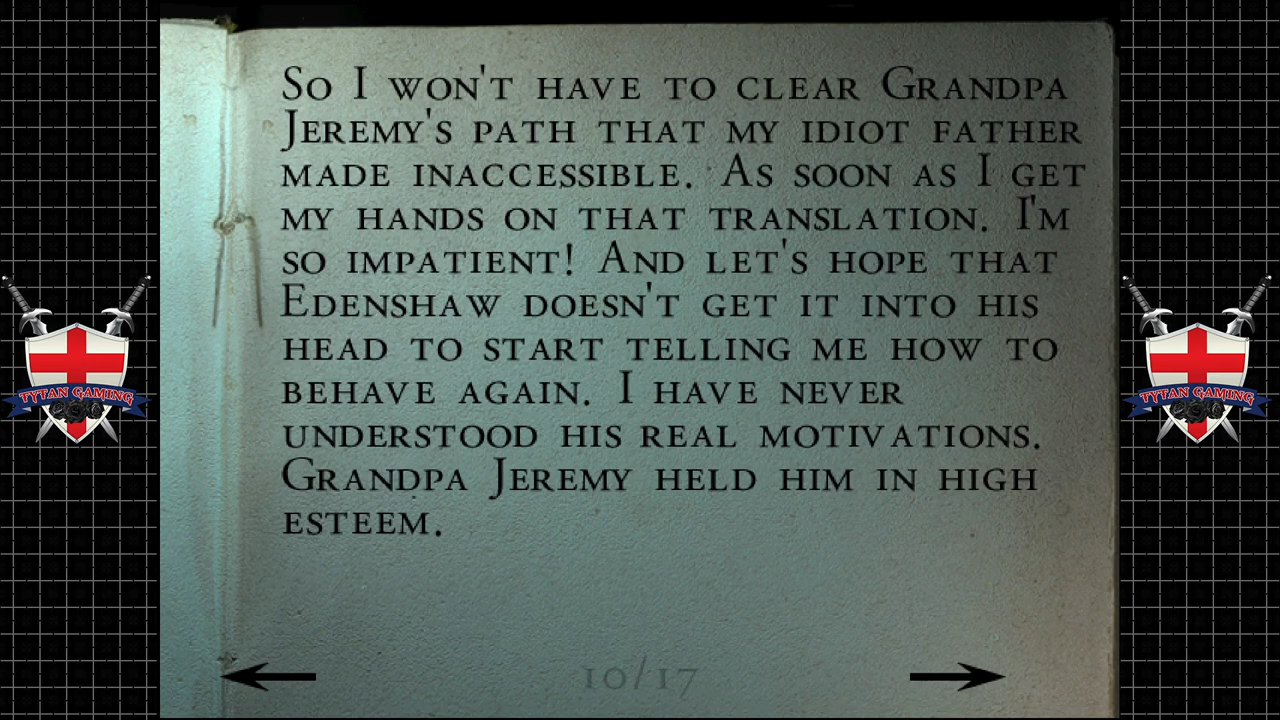 So I won't have to clear Grandpa
Jeremy's path that my idiot father
made inaccessible. As soon as I get
my hands on that translation. I'm
so impatient! And let's hope that
Edenshaw doesn't get it into his
head to start telling me how to
behave again. I have never
understood his real motivations.
Grandpa Jeremy held him in high
esteem.
10/17
TYTAN GAMING
TYTAN GAMING